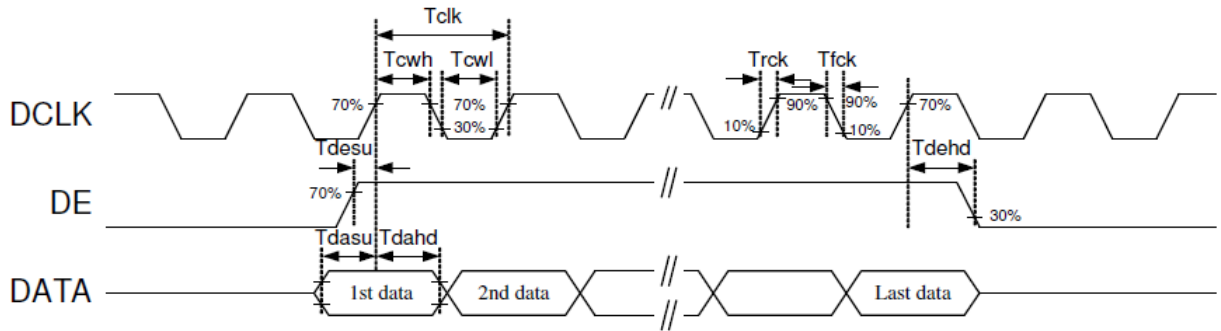 Tclk
Tcwh Tcwl Trck Tfck
DCLK 70% 70% 30% 10% 90% 90% 10% 70%
Tdesu Tdehd
DE 70% 30%
Tdasu Tdahd
DATA 1st data 2nd data Last data